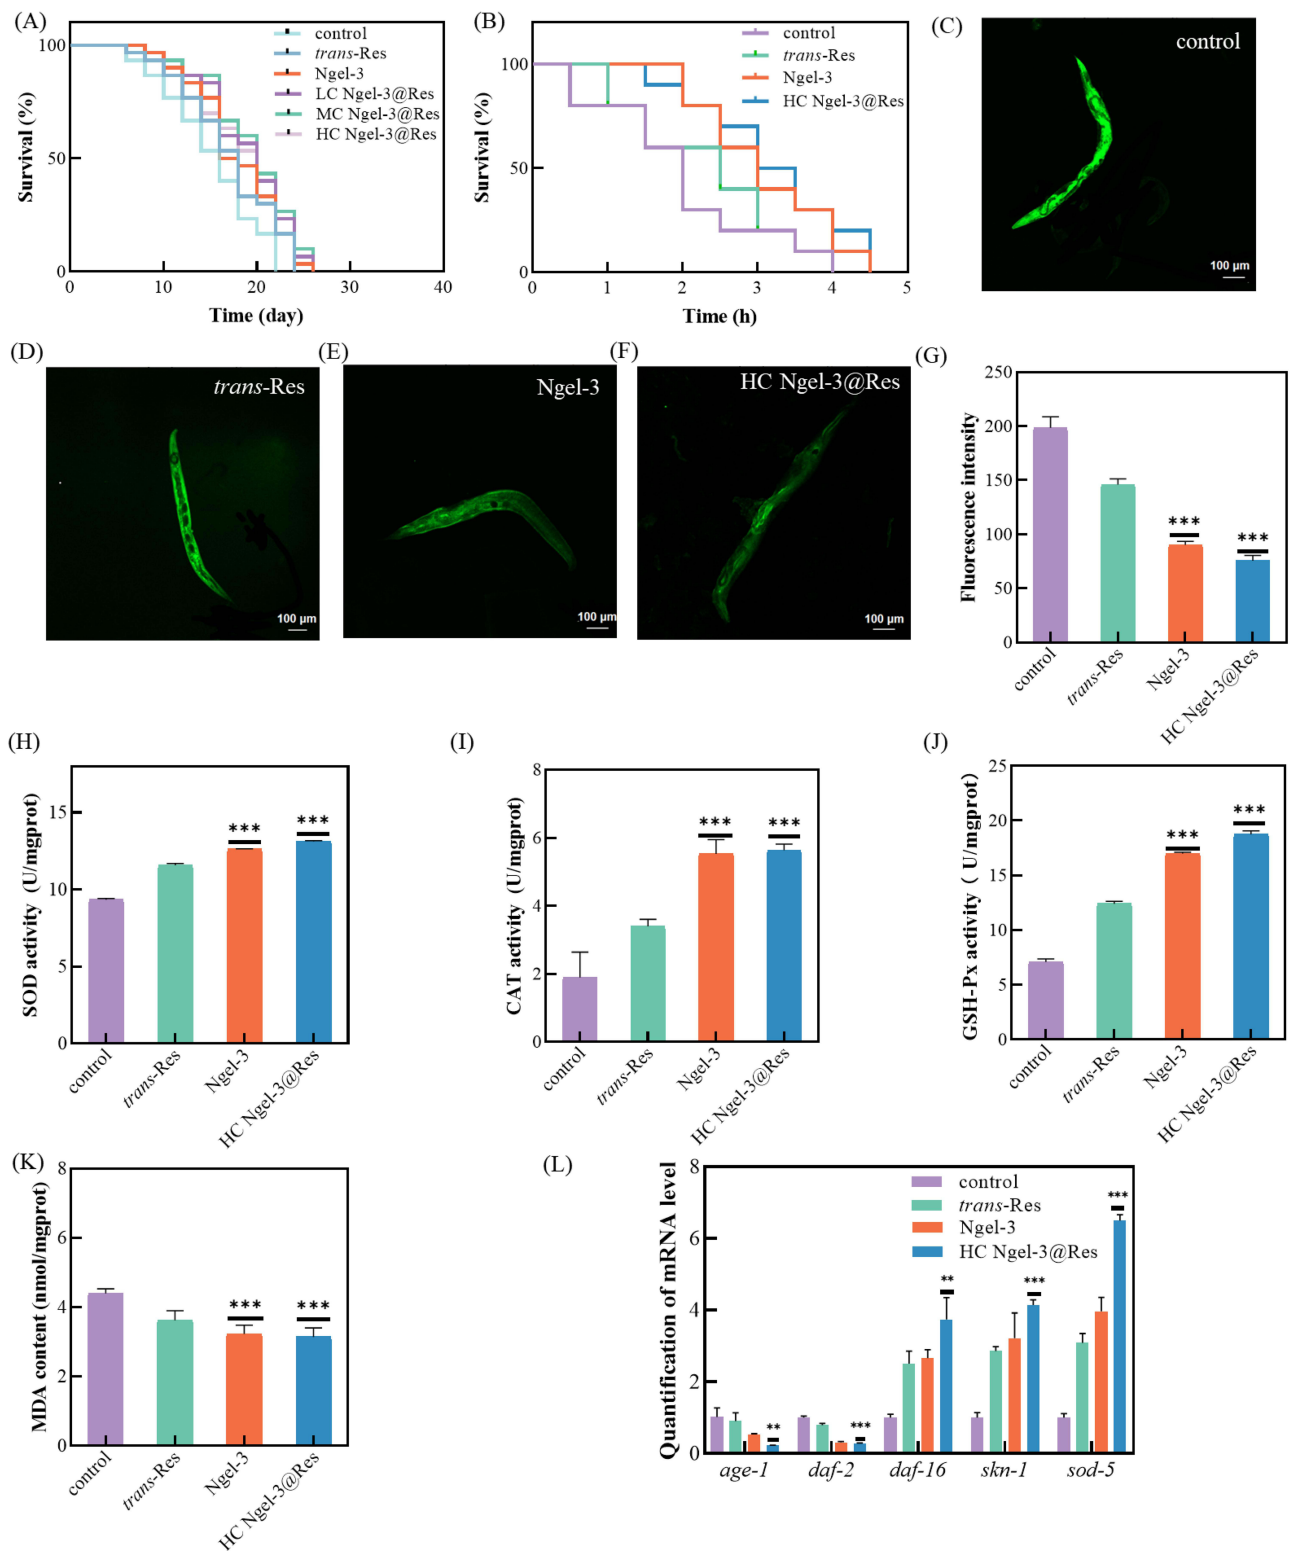 (A)
control
trans-Res
Ngel-3
LC Ngel-3@Res
MC Ngel-3@Res
HC Ngel-3@Res
Survival (%)
100
50
0
0 10 20 30 40
Time (day)
(B)
control
trans-Res
Ngel-3
HC Ngel-3@Res
Survival (%)
100
50
0
0 1 2 3 4 5
Time (h)
(C)
control
100 μm
(D)
trans-Res
100 μm
(E)
Ngel-3
100 μm
(F)
HC Ngel-3@Res
100 μm
(G)
Fluorescence intensity
250
200
150
100
50
0
***
***
control
trans-Res
Ngel-3
HC Ngel-3@Res
(H)
SOD activity (U/mgprot)
15
10
5
0
***
***
control
trans-Res
Ngel-3
HC Ngel-3@Res
(I)
CAT activity (U/mgprot)
8
6
4
2
0
***
***
control
trans-Res
Ngel-3
HC Ngel-3@Res
(J)
GSH-Px activity ( U/mgprot)
25
20
15
10
5
0
***
***
control
trans-Res
Ngel-3
HC Ngel-3@Res
(K)
MDA content (nmol/mgprot)
8
6
4
2
0
***
***
control
trans-Res
Ngel-3
HC Ngel-3@Res
(L)
Quantification of mRNA level
8
6
4
2
0
control
trans-Res
Ngel-3
HC Ngel-3@Res
**
***
**
***
***
age-1 daf-2 daf-16 skn-1 sod-5